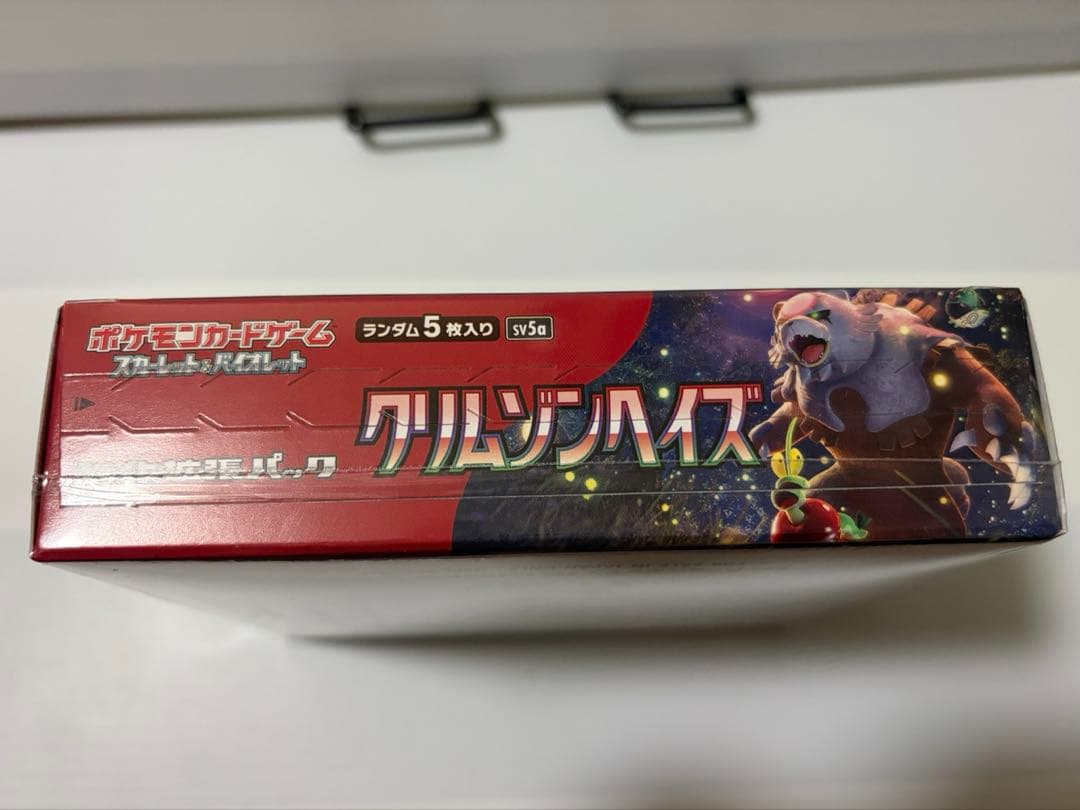 ポケモンカードゲーム
スカーレット&バイオレット
ランダム5枚入り
SV5a
クリムゾンヘイズ
拡張パック